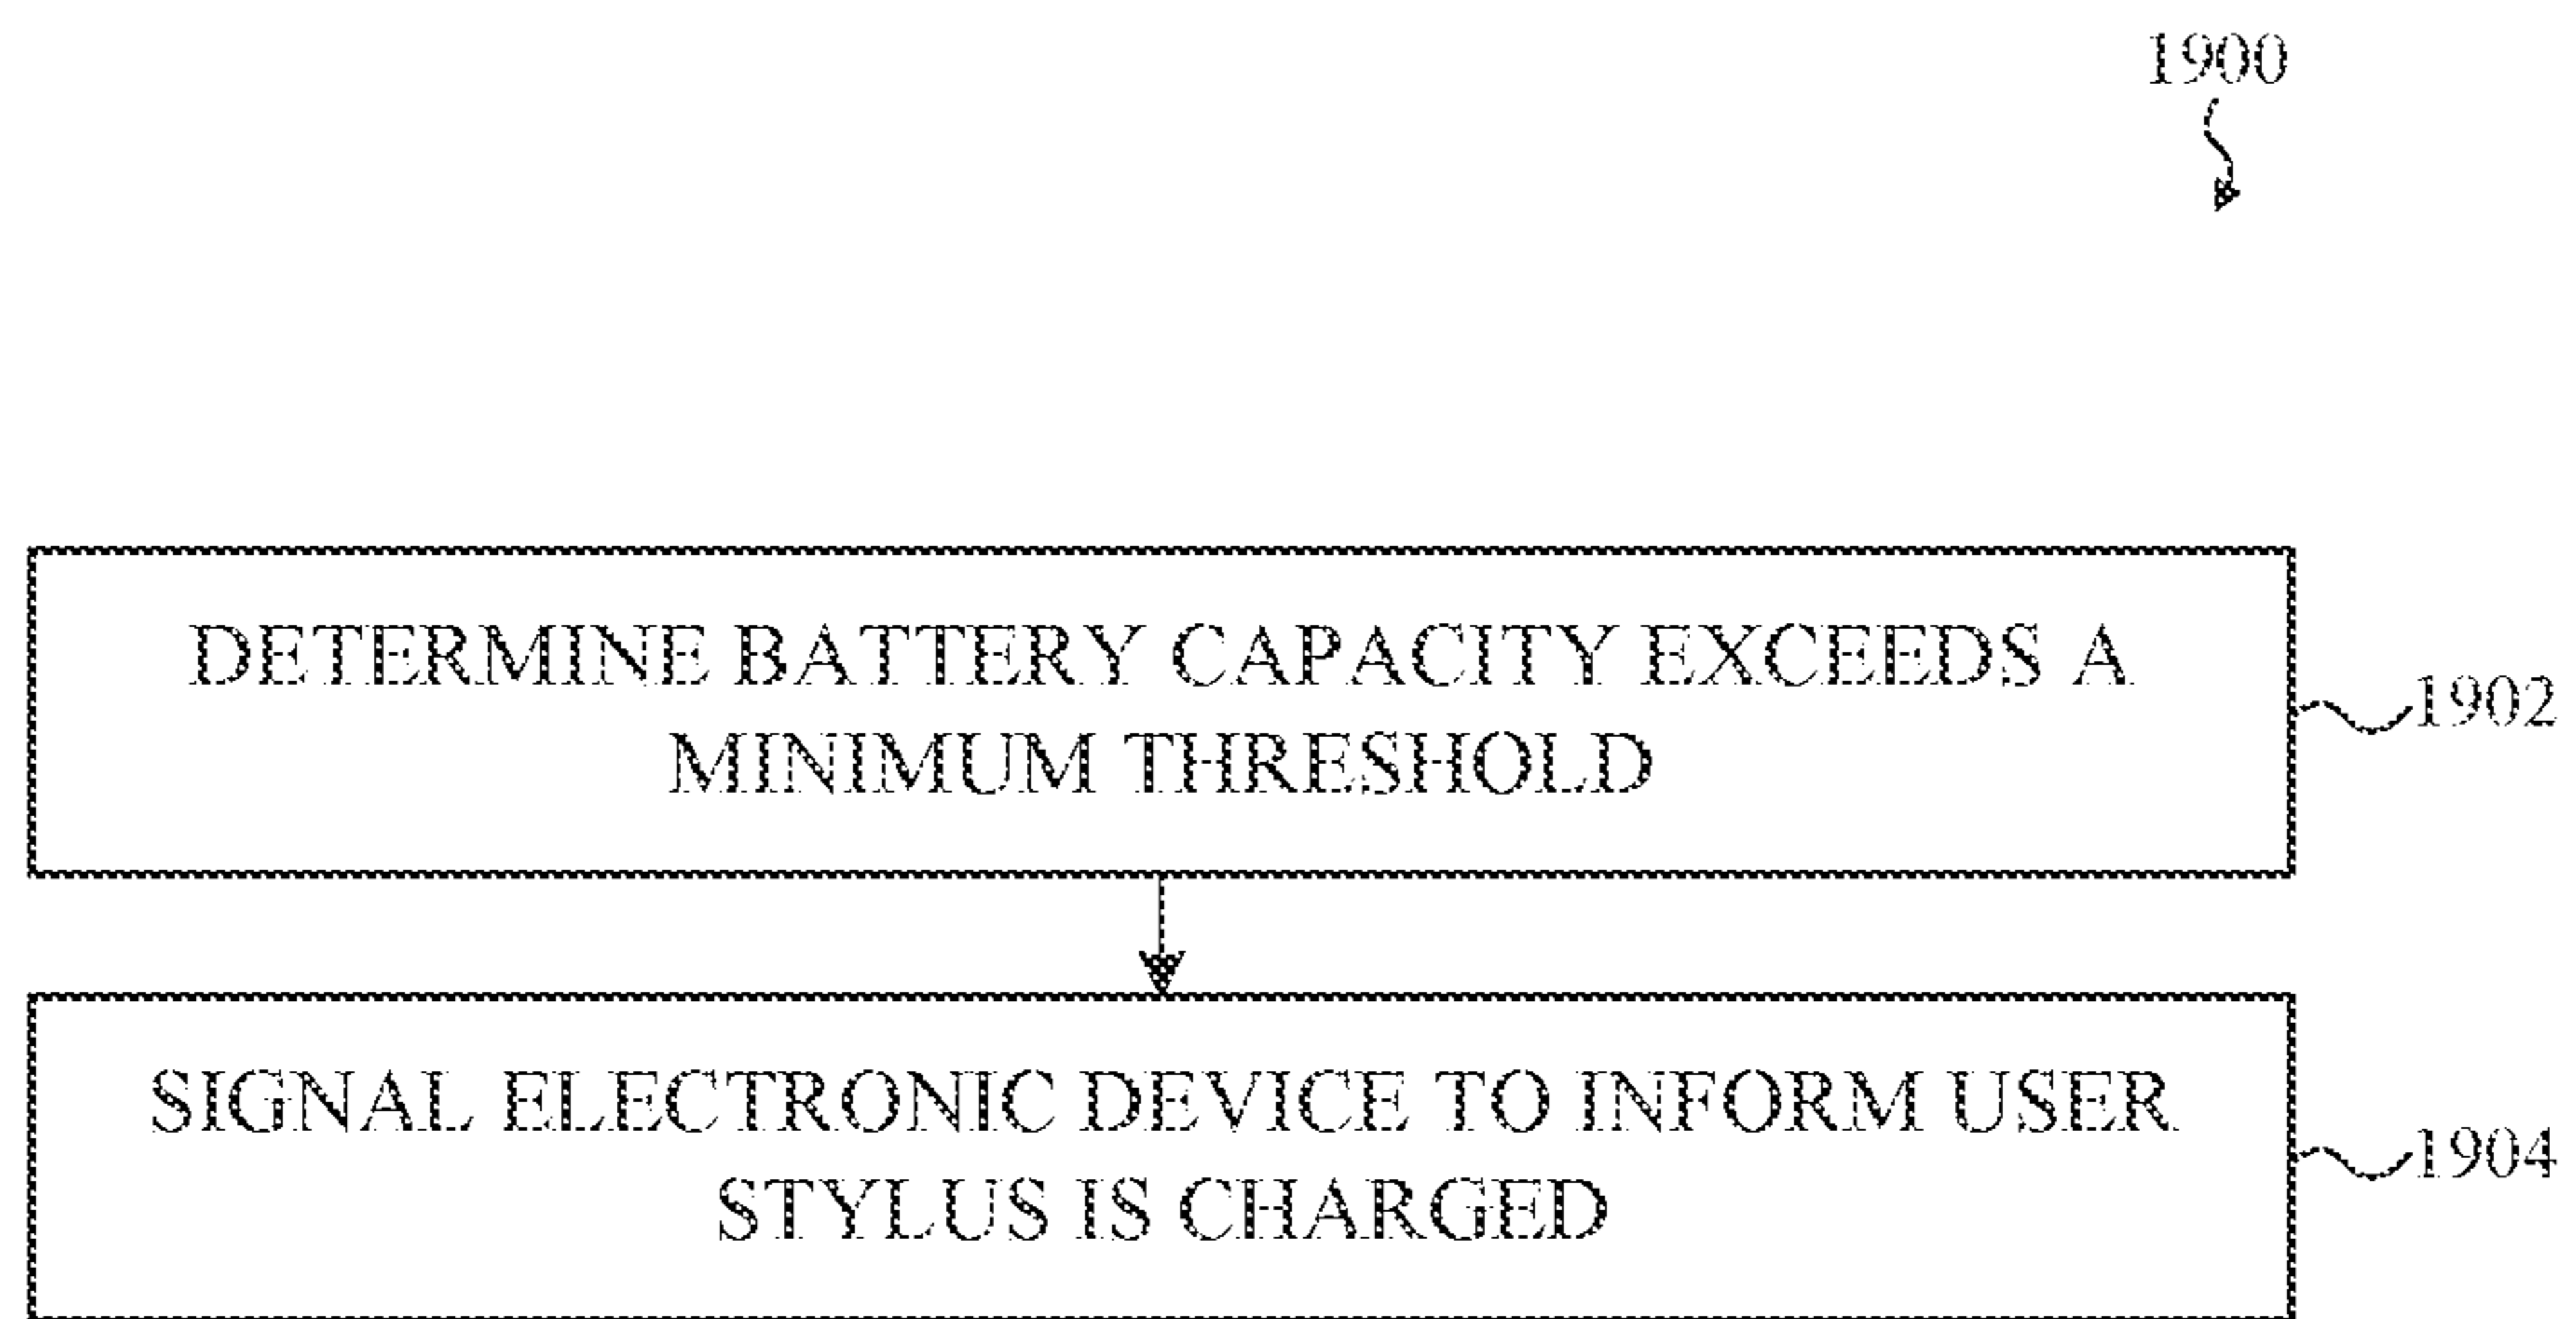 1900
DETERMINE BATTERY CAPACITY EXCEEDS A
MINIMUM THRESHOLD
1902
SIGNAL ELECTRONIC DEVICE TO INFORM USER
STYLUS IS CHARGED
1904